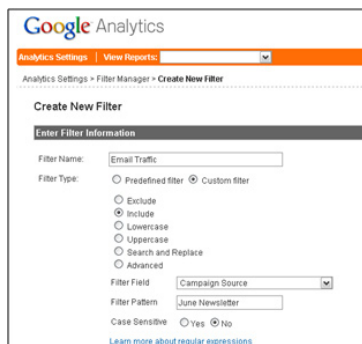 Google Analytics
Analytics Settings | View Reports:
Analytics Settings > Filter Manager > Create New Filter
Create New Filter
Enter Filter Information
Filter Name: Email Traffic
Filter Type: Predefined filter Custom filter
Exclude
Include
Lowercase
Uppercase
Search and Replace
Advanced
Filter Field Campaign Source
Filter Pattern June Newsletter
Case Sensitive Yes No
Learn more about regular expressions